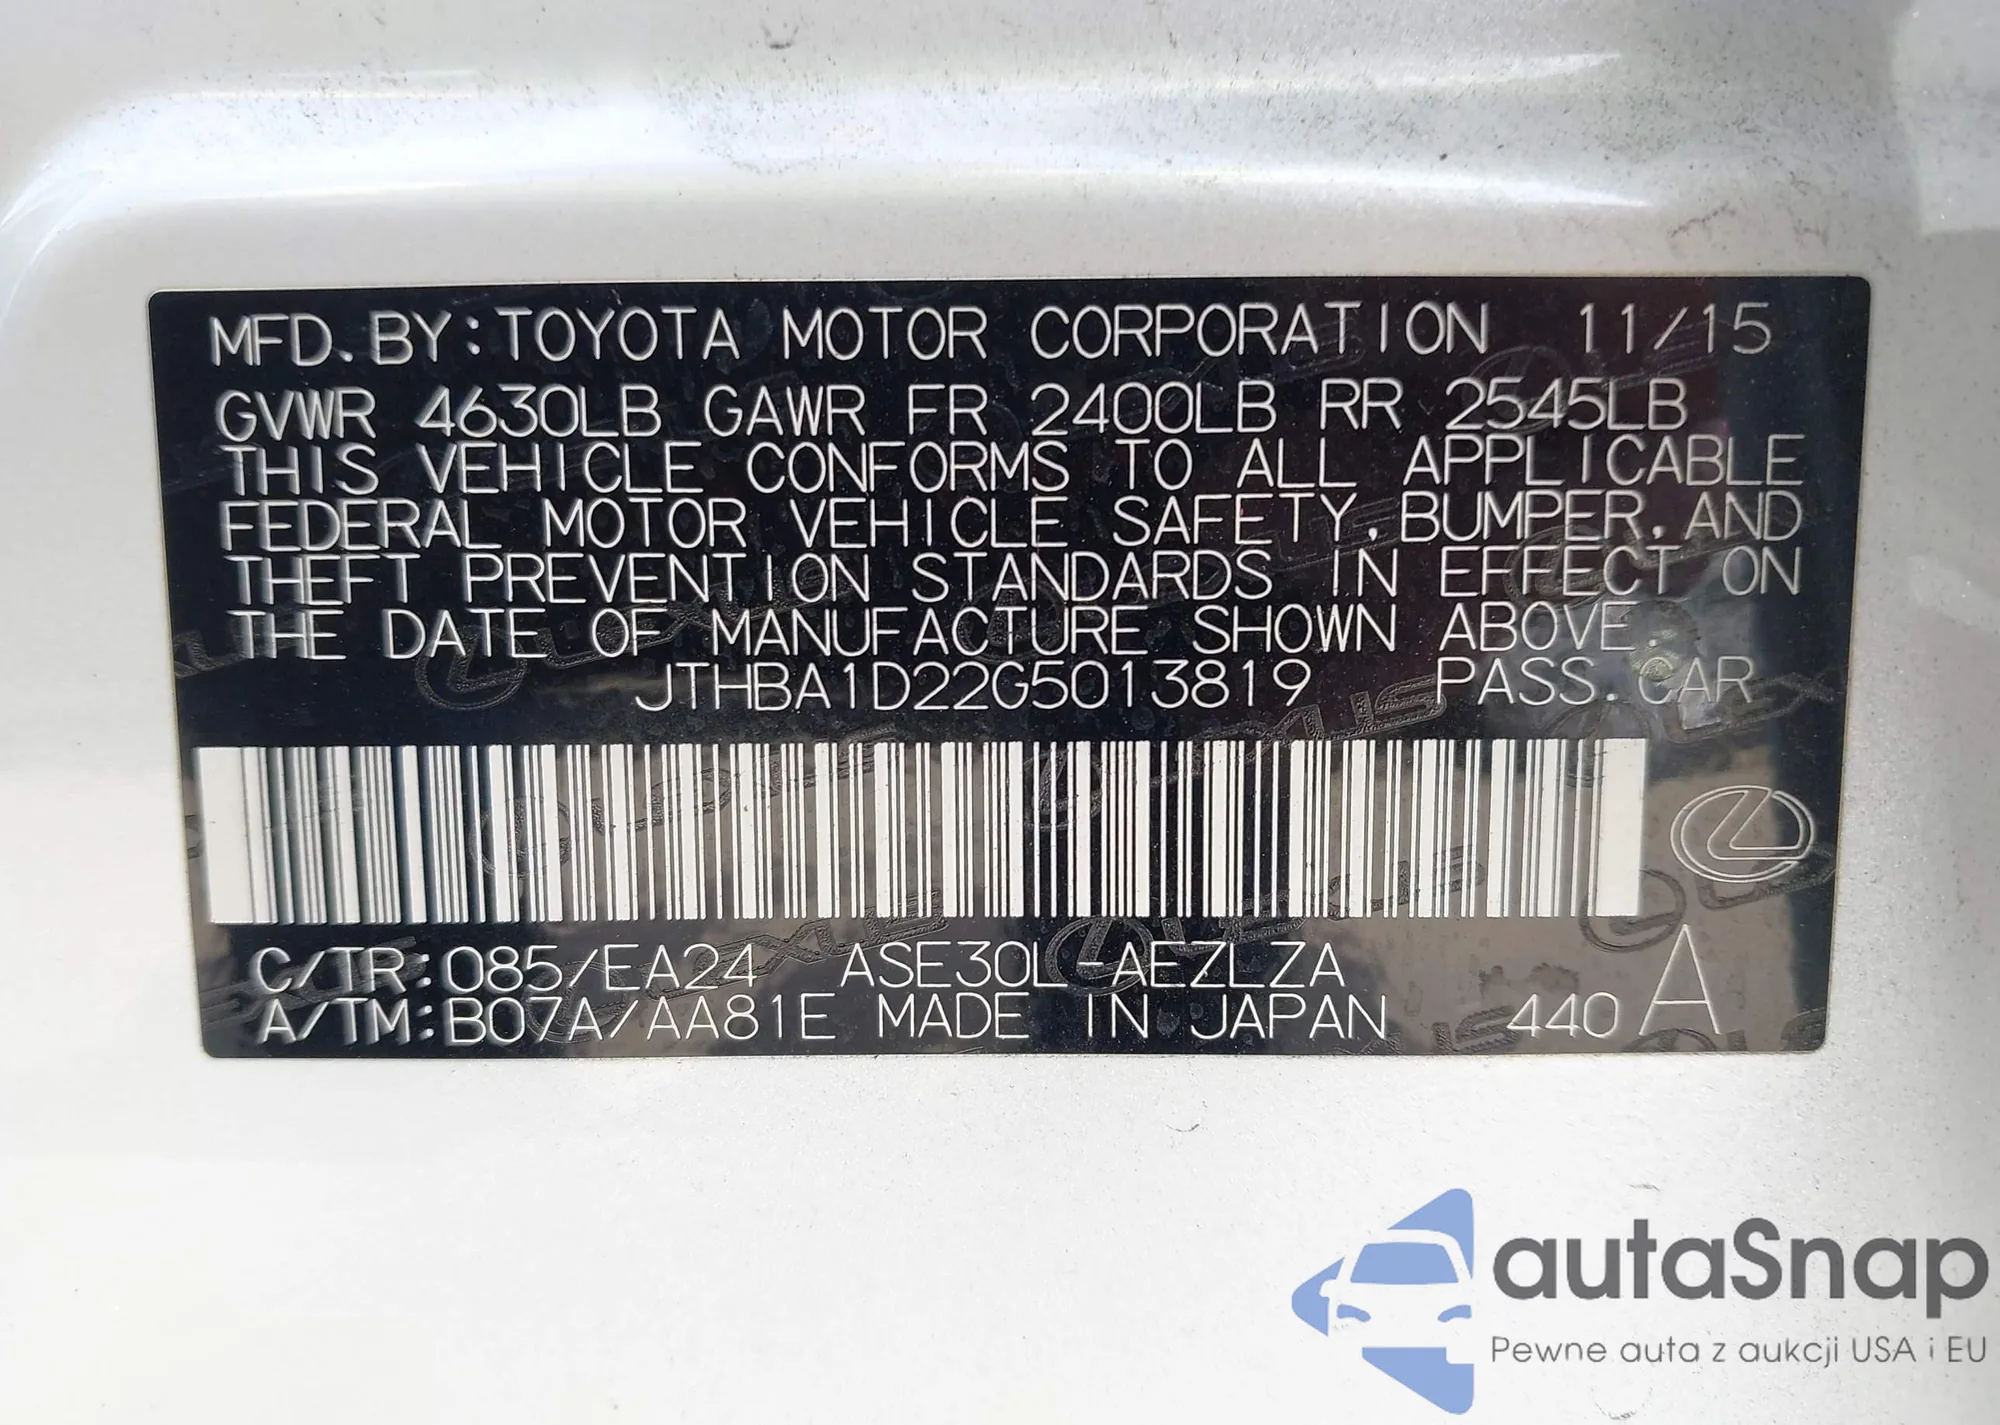 MFD. BY: TOYOTA MOTOR CORPORATION 11/15
GVWR 4630LB GAWR FR 2400LB RR 2545LB
THIS VEHICLE CONFORMS TO ALL APPLICABLE
FEDERAL MOTOR VEHICLE SAFETY, BUMPER, AND
THEFT PREVENTION STANDARDS IN EFFECT ON
THE DATE OF MANUFACTURE SHOWN ABOVE
JTHBA1D22G5013819 PASS. CAR
C/TR: 085/EA24 ASE30L-AEZLZA
A/TM: B07A/AA81E MADE IN JAPAN 440 A
autaSnap
Pewne auta z aukcji USA i EU